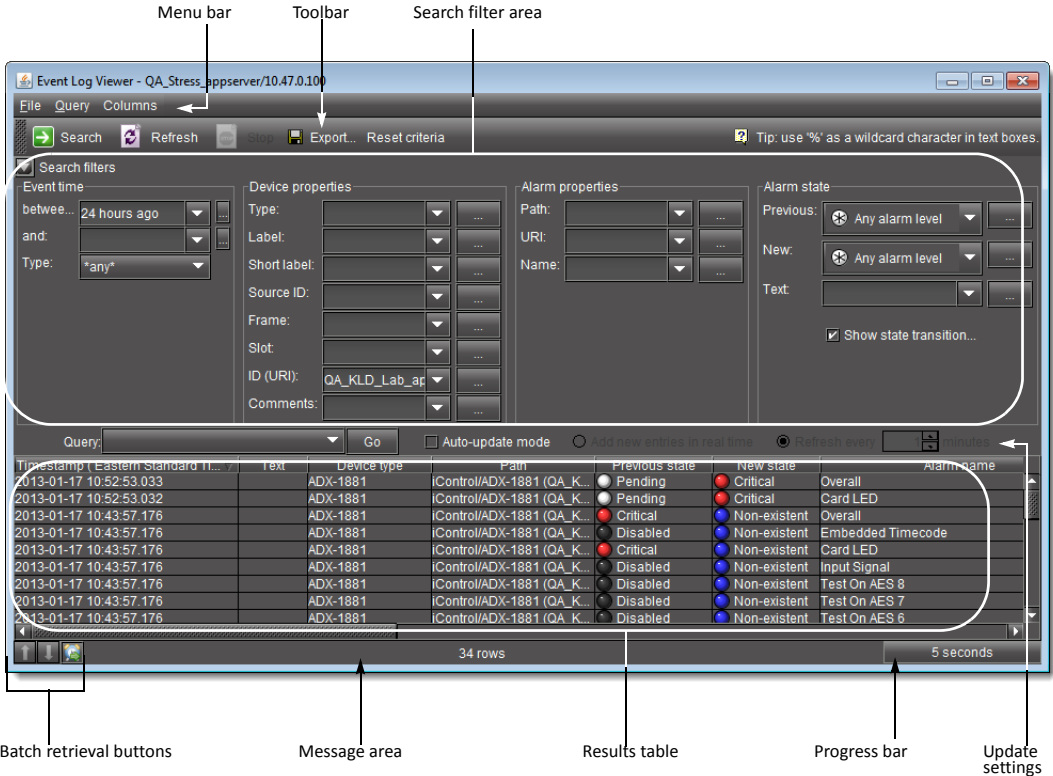 Menu bar Toolbar Search filter area
Event Log Viewer - QA_Stress_appserver/10.47.0.100
File Query Columns
Search Refresh Stop Export... Reset criteria Tip: use '%' as a wildcard character in text boxes.
Search filters
Event time Device properties Alarm properties Alarm state
betwee... 24 hours ago ... Type: ... Path: ... Previous: Any alarm level ...
and: ... Label: ... URI: ... New: Any alarm level ...
Type: *any* Short label: ... Name: ... Text: ...
Source ID: ...
Frame: ...
Slot: ... Show state transition...
ID (URI): QA_KLD_Lab_ap ...
Comments: ...
Query: Go Auto-update mode Add new entries in real time Refresh every 1 minutes
Timestamp ( Eastern Standard Ti... Text Device type Path Previous state New state Alarm name
2013-01-17 10:52:53.033 ADX-1881 iControl/ADX-1881 (QA_K... Pending Critical Overall
2013-01-17 10:52:53.032 ADX-1881 iControl/ADX-1881 (QA_K... Pending Critical Card LED
2013-01-17 10:43:57.176 ADX-1881 iControl/ADX-1881 (QA_K... Critical Non-existent Overall
2013-01-17 10:43:57.176 ADX-1881 iControl/ADX-1881 (QA_K... Disabled Non-existent Embedded Timecode
2013-01-17 10:43:57.176 ADX-1881 iControl/ADX-1881 (QA_K... Critical Non-existent Card LED
2013-01-17 10:43:57.176 ADX-1881 iControl/ADX-1881 (QA_K... Disabled Non-existent Input Signal
2013-01-17 10:43:57.176 ADX-1881 iControl/ADX-1881 (QA_K... Disabled Non-existent Test On AES 8
2013-01-17 10:43:57.176 ADX-1881 iControl/ADX-1881 (QA_K... Disabled Non-existent Test On AES 7
2013-01-17 10:43:57.176 ADX-1881 iControl/ADX-1881 (QA_K... Disabled Non-existent Test On AES 6
34 rows 5 seconds
Batch retrieval buttons Message area Results table Progress bar Update
settings